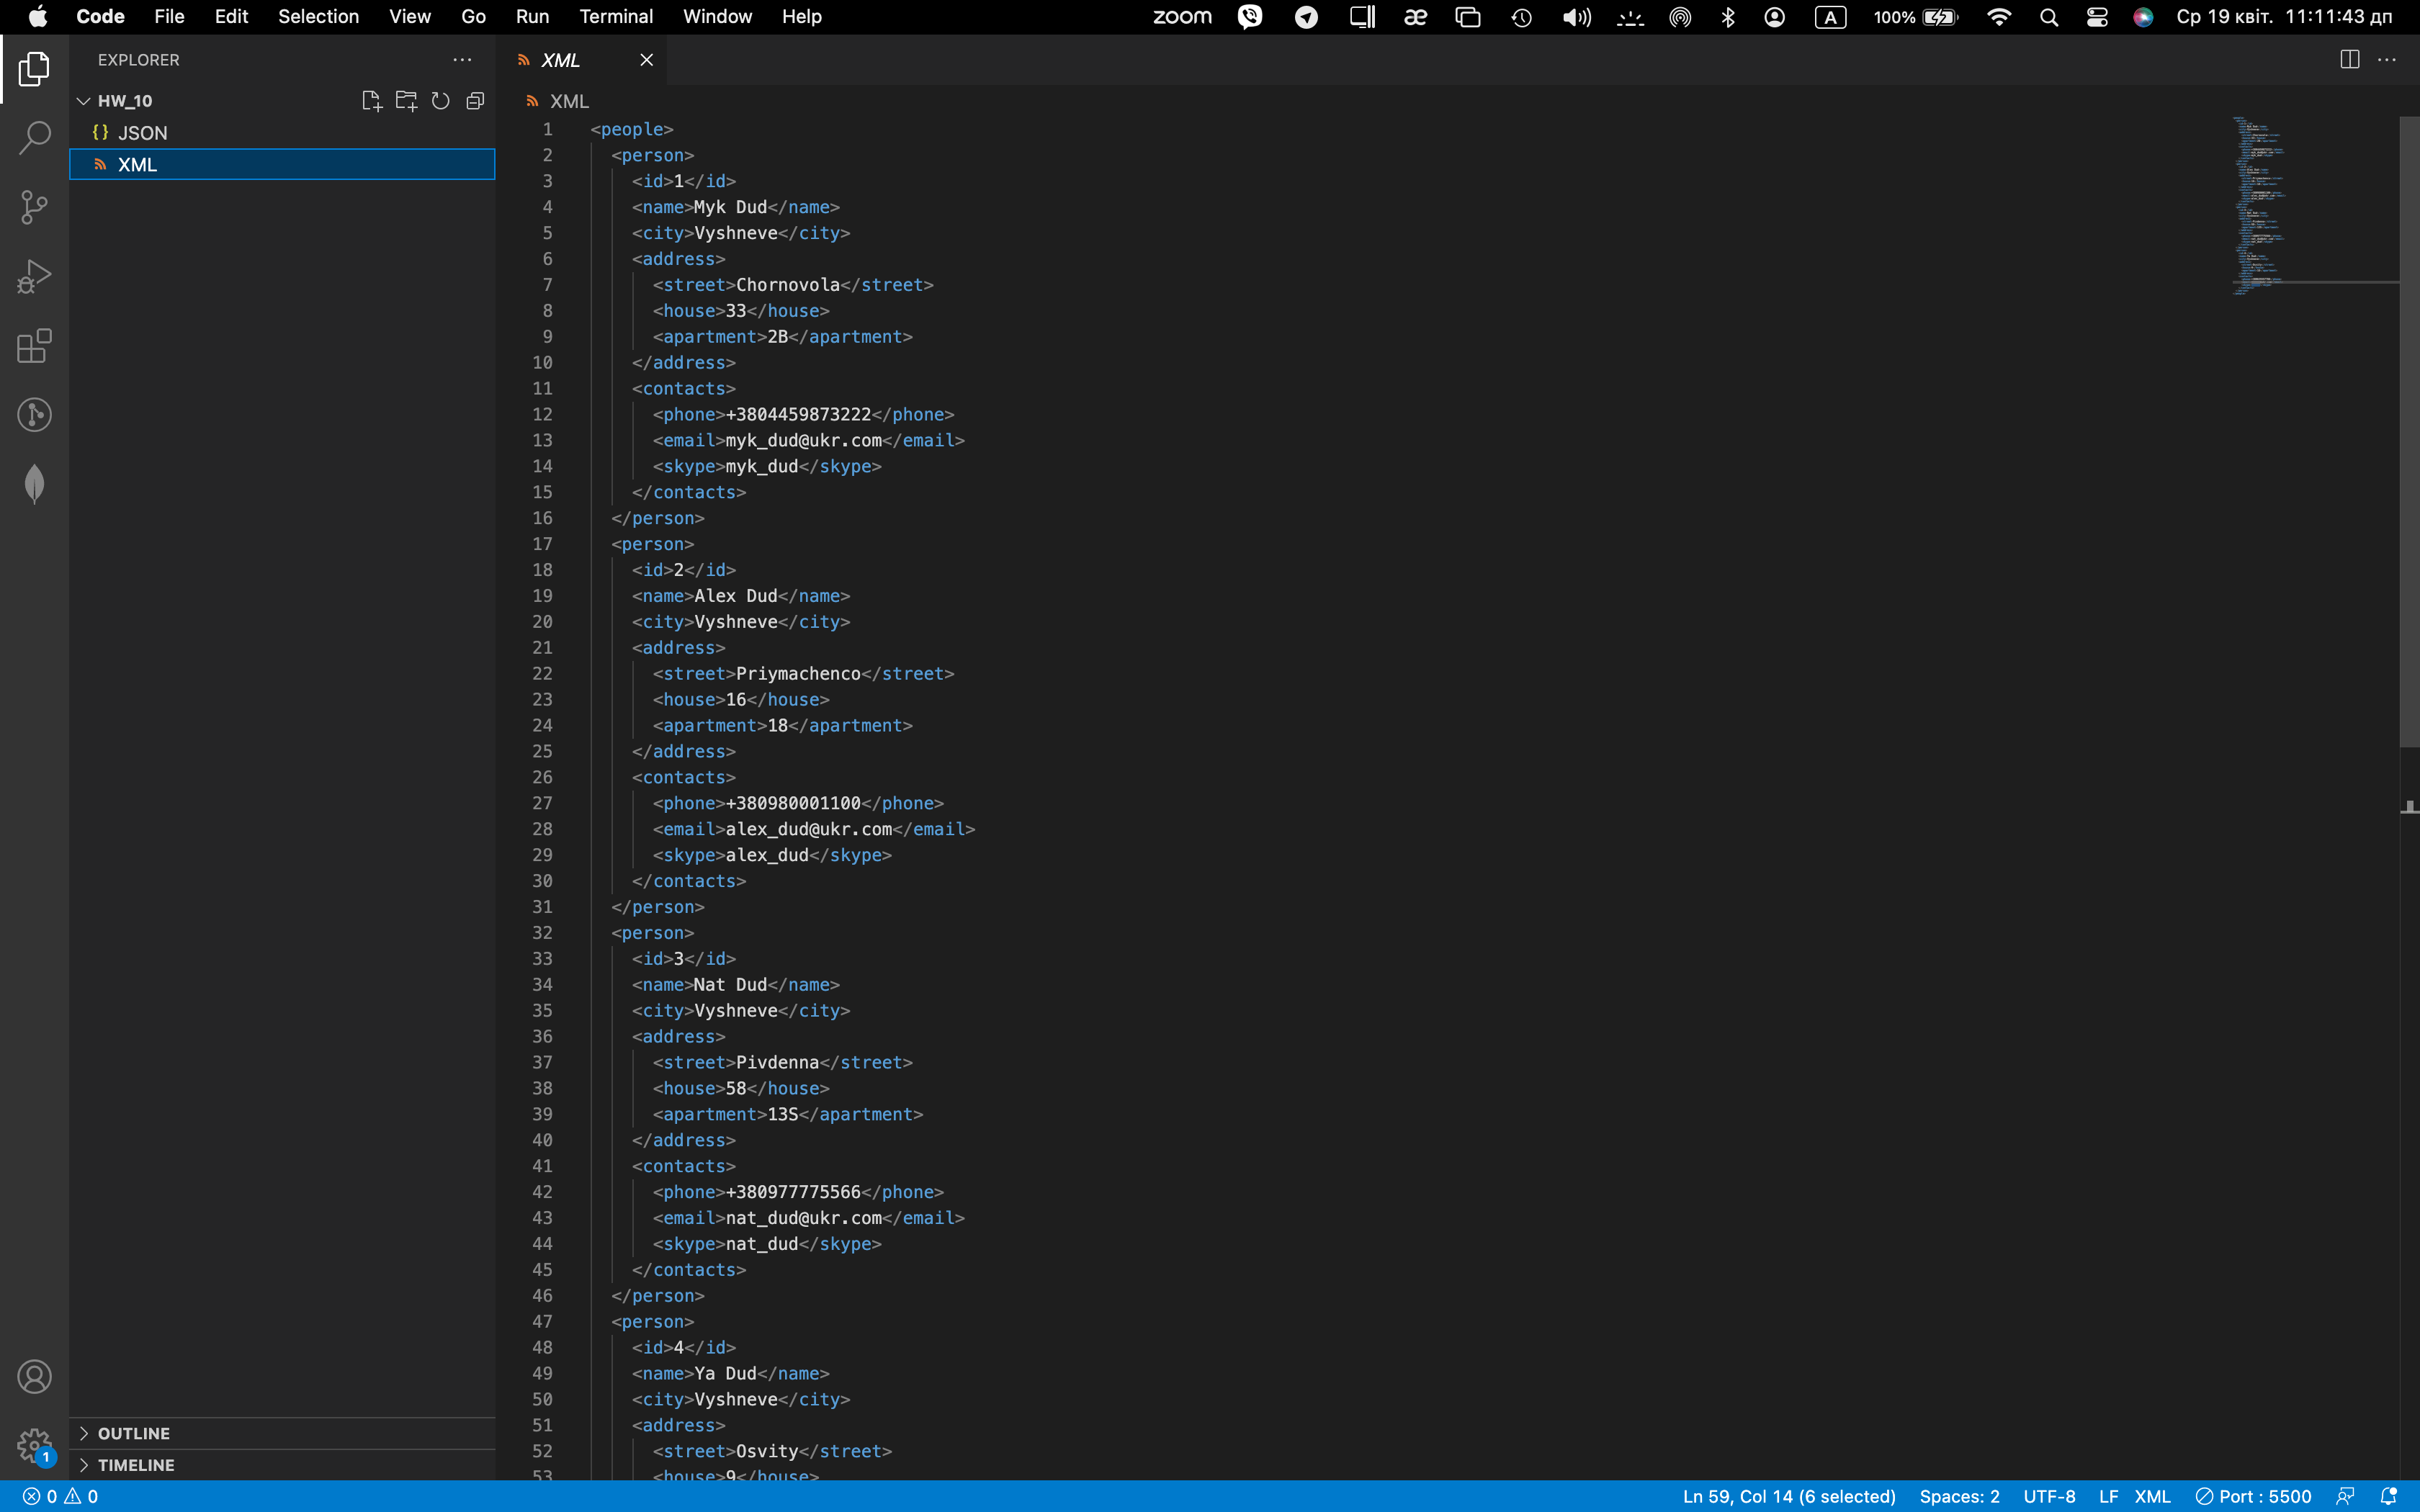 Code File Edit Selection View Go Run Terminal Window Help zoom æ A 100% Ср 19 квіт. 11:11:43 дп
EXPLORER
HW_10
{} JSON
XML
OUTLINE
TIMELINE
1
XML
XML
1 <people>
2 <person>
3 <id>1</id>
4 <name>Myk Dud</name>
5 <city>Vyshneve</city>
6 <address>
7 <street>Chornovola</street>
8 <house>33</house>
9 <apartment>2B</apartment>
10 </address>
11 <contacts>
12 <phone>+3804459873222</phone>
13 <email>myk_dud@ukr.com</email>
14 <skype>myk_dud</skype>
15 </contacts>
16 </person>
17 <person>
18 <id>2</id>
19 <name>Alex Dud</name>
20 <city>Vyshneve</city>
21 <address>
22 <street>Priymachenco</street>
23 <house>16</house>
24 <apartment>18</apartment>
25 </address>
26 <contacts>
27 <phone>+380980001100</phone>
28 <email>alex_dud@ukr.com</email>
29 <skype>alex_dud</skype>
30 </contacts>
31 </person>
32 <person>
33 <id>3</id>
34 <name>Nat Dud</name>
35 <city>Vyshneve</city>
36 <address>
37 <street>Pivdenna</street>
38 <house>58</house>
39 <apartment>13S</apartment>
40 </address>
41 <contacts>
42 <phone>+380977775566</phone>
43 <email>nat_dud@ukr.com</email>
44 <skype>nat_dud</skype>
45 </contacts>
46 </person>
47 <person>
48 <id>4</id>
49 <name>Ya Dud</name>
50 <city>Vyshneve</city>
51 <address>
52 <street>Osvity</street>
53 <house>9</house>
0 0 Ln 59, Col 14 (6 selected) Spaces: 2 UTF-8 LF XML Port : 5500